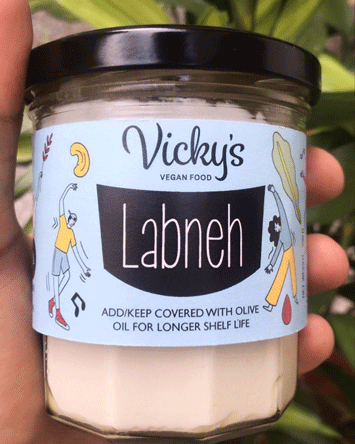 Vicky's
VEGAN FOOD
Labneh
ADD/KEEP COVERED WITH OLIVE
OIL FOR LONGER SHELF LIFE